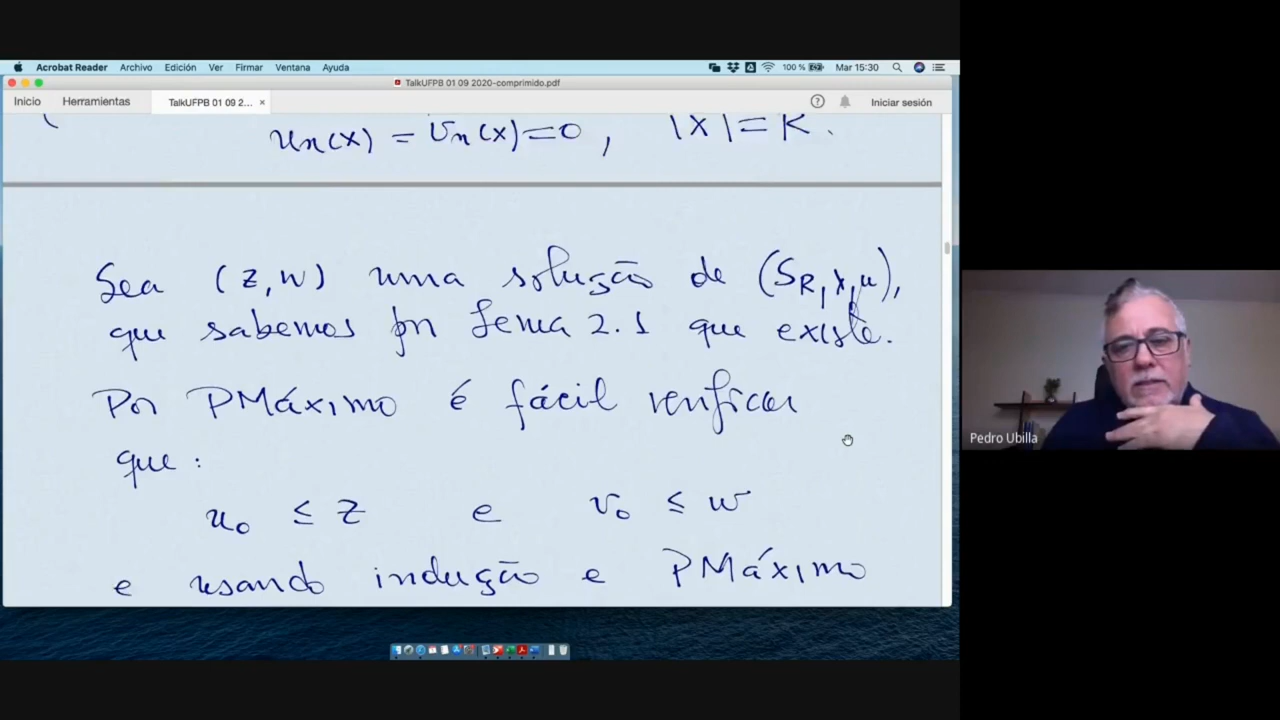 Acrobat Reader Archivo Edición Ver Firmar Ventana Ayuda 100 % Mar 15:30
TalkUFPB 01 09 2020-comprimido.pdf
Inicio Herramientas TalkUFPB 01 09 2... × Iniciar sesión
un(x) = vn(x) = 0, |x| = R.
Sea (z, w) uma solução de (S_R,λ,μ),
que sabemos por Lema 2.1 que existe.
Por PMáximo é fácil verificar
que:
u₀ ≤ z e v₀ ≤ w
e usando indução e PMáximo
Pedro Ubilla